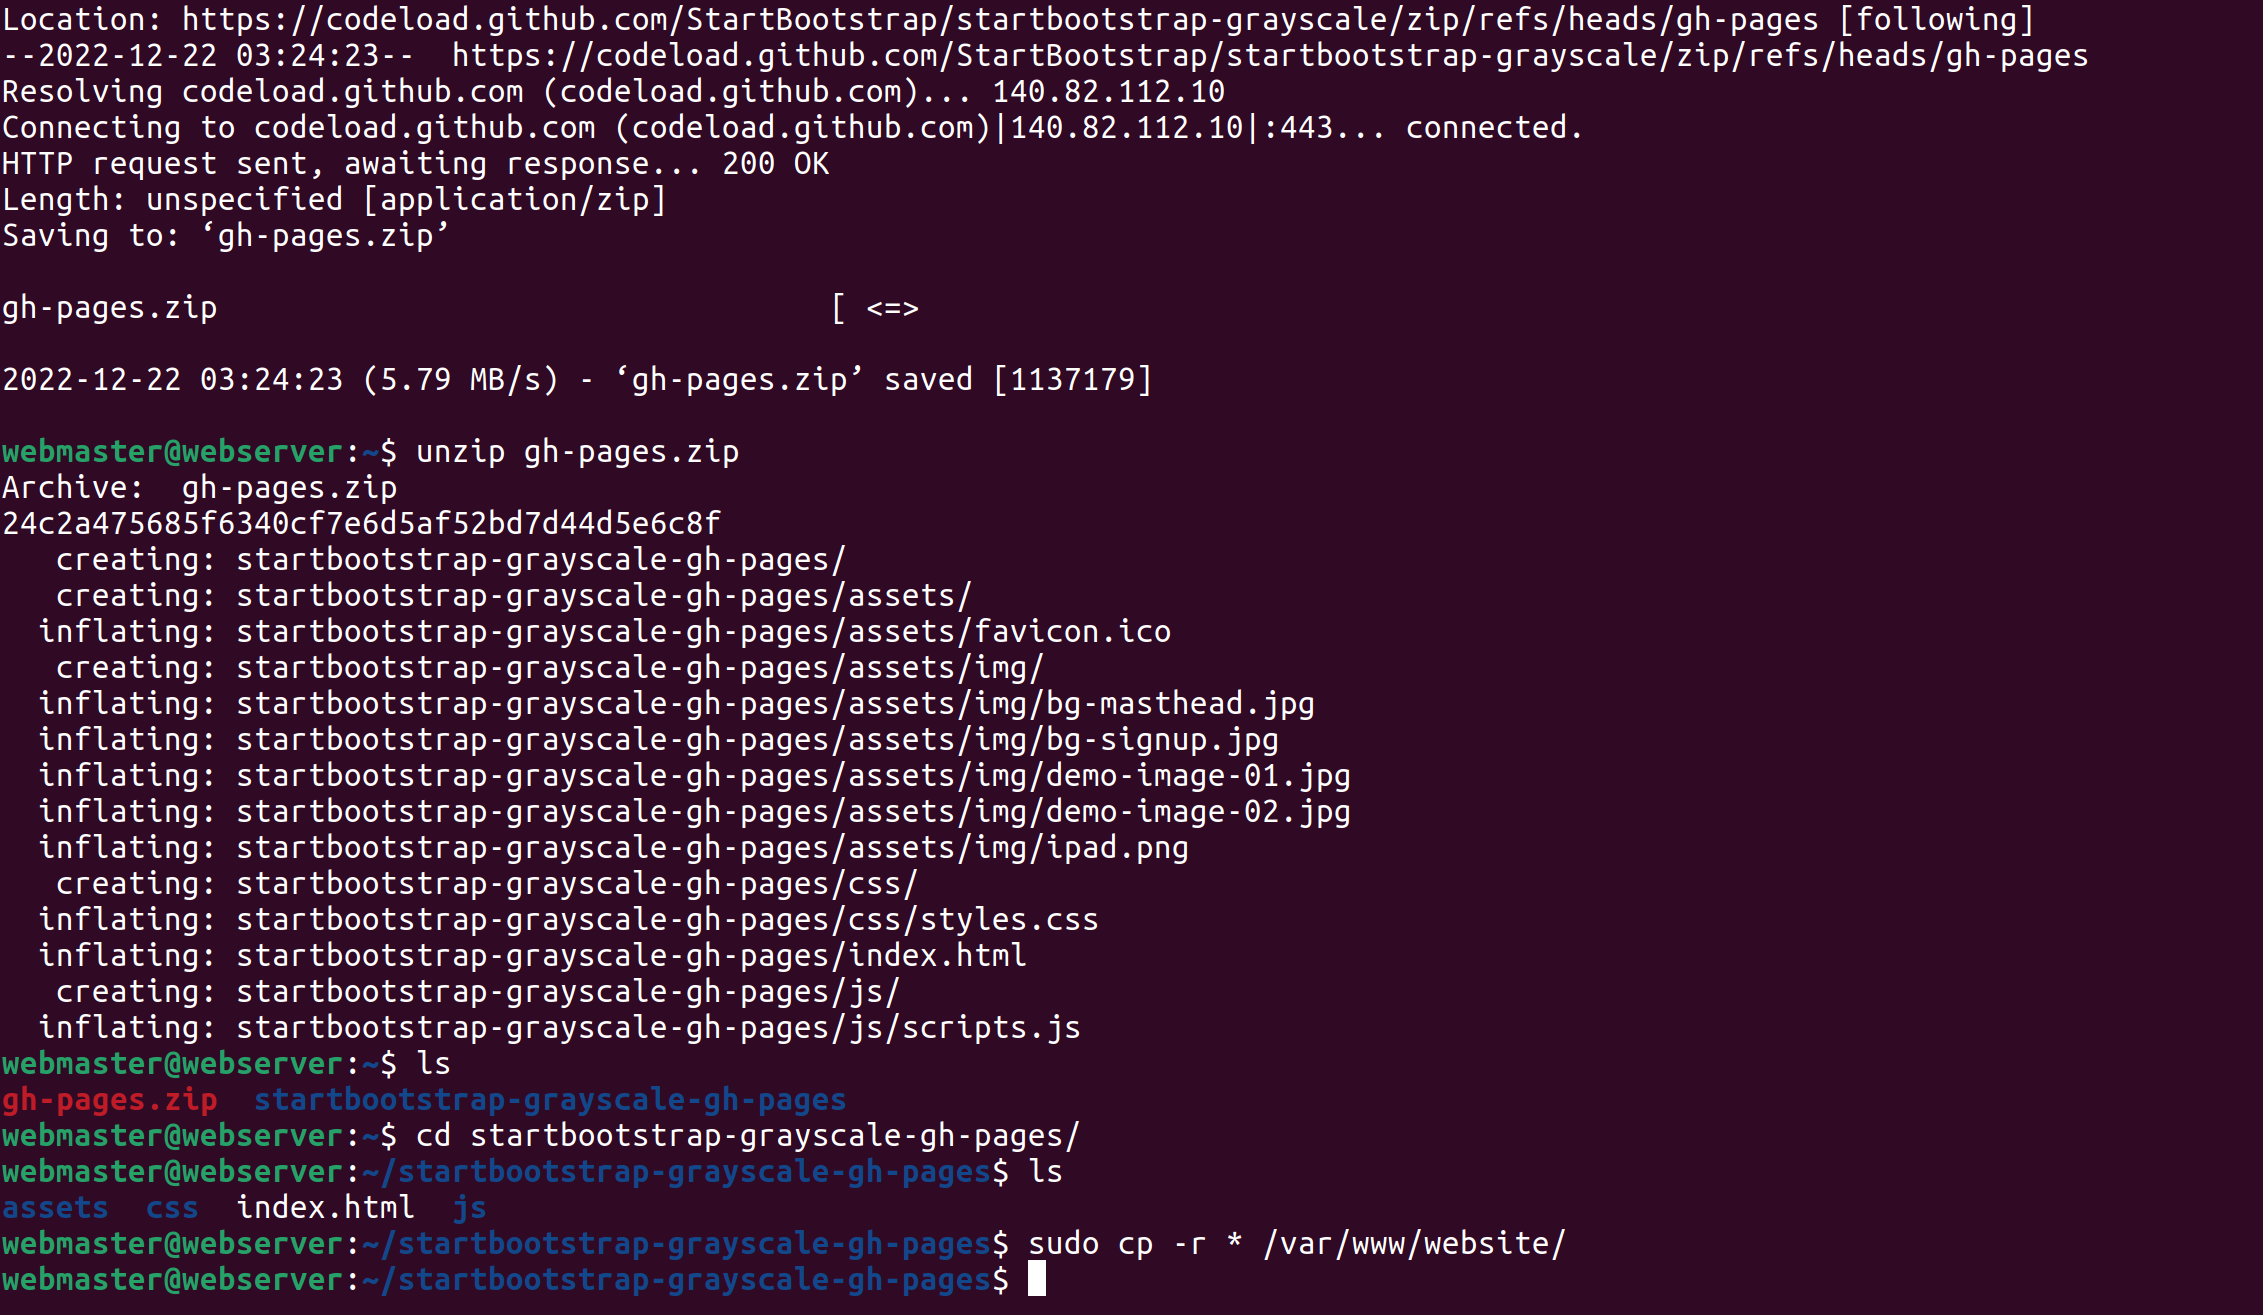 Location: https://codeload.github.com/StartBootstrap/startbootstrap-grayscale/zip/refs/heads/gh-pages [following]
--2022-12-22 03:24:23--  https://codeload.github.com/StartBootstrap/startbootstrap-grayscale/zip/refs/heads/gh-pages
Resolving codeload.github.com (codeload.github.com)... 140.82.112.10
Connecting to codeload.github.com (codeload.github.com)|140.82.112.10|:443... connected.
HTTP request sent, awaiting response... 200 OK
Length: unspecified [application/zip]
Saving to: ‘gh-pages.zip’
gh-pages.zip                                  [ <=>
2022-12-22 03:24:23 (5.79 MB/s) - ‘gh-pages.zip’ saved [1137179]
webmaster@webserver:~$ unzip gh-pages.zip
Archive:  gh-pages.zip
24c2a475685f6340cf7e6d5af52bd7d44d5e6c8f
   creating: startbootstrap-grayscale-gh-pages/
   creating: startbootstrap-grayscale-gh-pages/assets/
  inflating: startbootstrap-grayscale-gh-pages/assets/favicon.ico
   creating: startbootstrap-grayscale-gh-pages/assets/img/
  inflating: startbootstrap-grayscale-gh-pages/assets/img/bg-masthead.jpg
  inflating: startbootstrap-grayscale-gh-pages/assets/img/bg-signup.jpg
  inflating: startbootstrap-grayscale-gh-pages/assets/img/demo-image-01.jpg
  inflating: startbootstrap-grayscale-gh-pages/assets/img/demo-image-02.jpg
  inflating: startbootstrap-grayscale-gh-pages/assets/img/ipad.png
   creating: startbootstrap-grayscale-gh-pages/css/
  inflating: startbootstrap-grayscale-gh-pages/css/styles.css
  inflating: startbootstrap-grayscale-gh-pages/index.html
   creating: startbootstrap-grayscale-gh-pages/js/
  inflating: startbootstrap-grayscale-gh-pages/js/scripts.js
webmaster@webserver:~$ ls
gh-pages.zip  startbootstrap-grayscale-gh-pages
webmaster@webserver:~$ cd startbootstrap-grayscale-gh-pages/
webmaster@webserver:~/startbootstrap-grayscale-gh-pages$ ls
assets  css  index.html  js
webmaster@webserver:~/startbootstrap-grayscale-gh-pages$ sudo cp -r * /var/www/website/
webmaster@webserver:~/startbootstrap-grayscale-gh-pages$